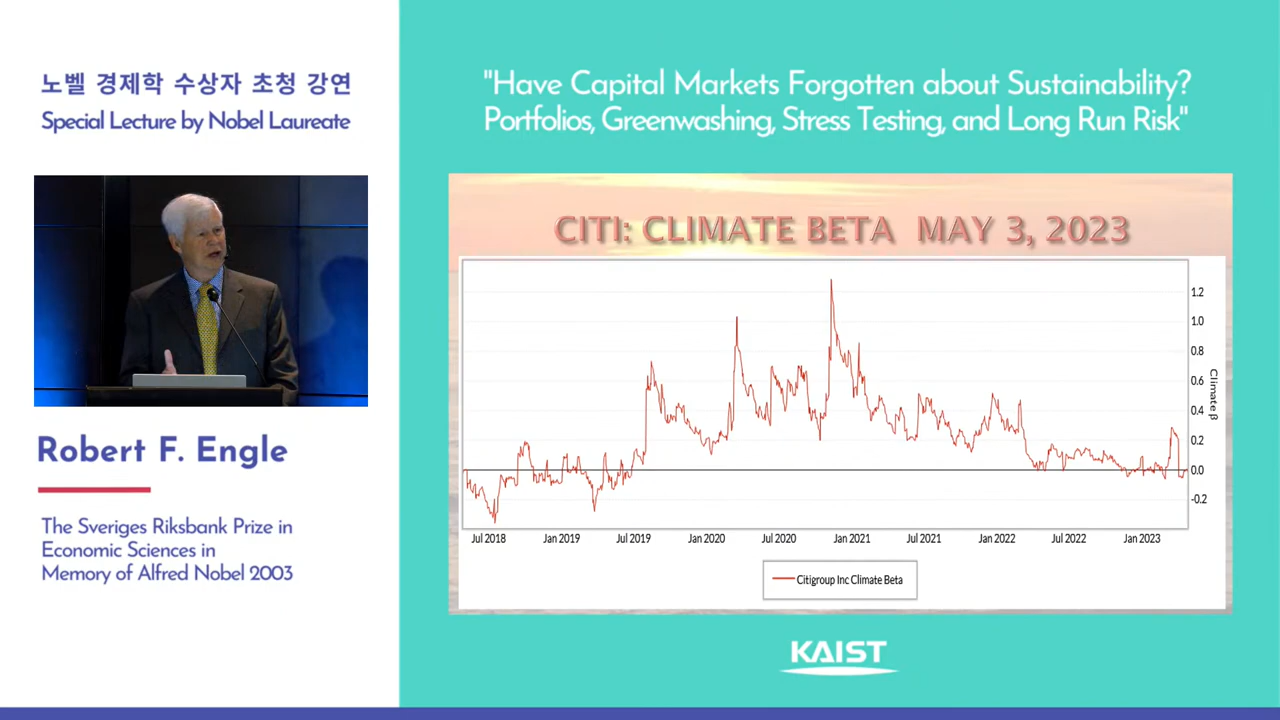 노벨 경제학 수상자 초청 강연
Special Lecture by Nobel Laureate
Robert F. Engle
The Sveriges Riksbank Prize in
Economic Sciences in
Memory of Alfred Nobel 2003
"Have Capital Markets Forgotten about Sustainability?
Portfolios, Greenwashing, Stress Testing, and Long Run Risk"
CITI: CLIMATE BETA MAY 3, 2023
1.2
1.0
0.8
0.6
0.4
0.2
0.0
-0.2
Climate β
Jul 2018 Jan 2019 Jul 2019 Jan 2020 Jul 2020 Jan 2021 Jul 2021 Jan 2022 Jul 2022 Jan 2023
Citigroup Inc Climate Beta
KAIST